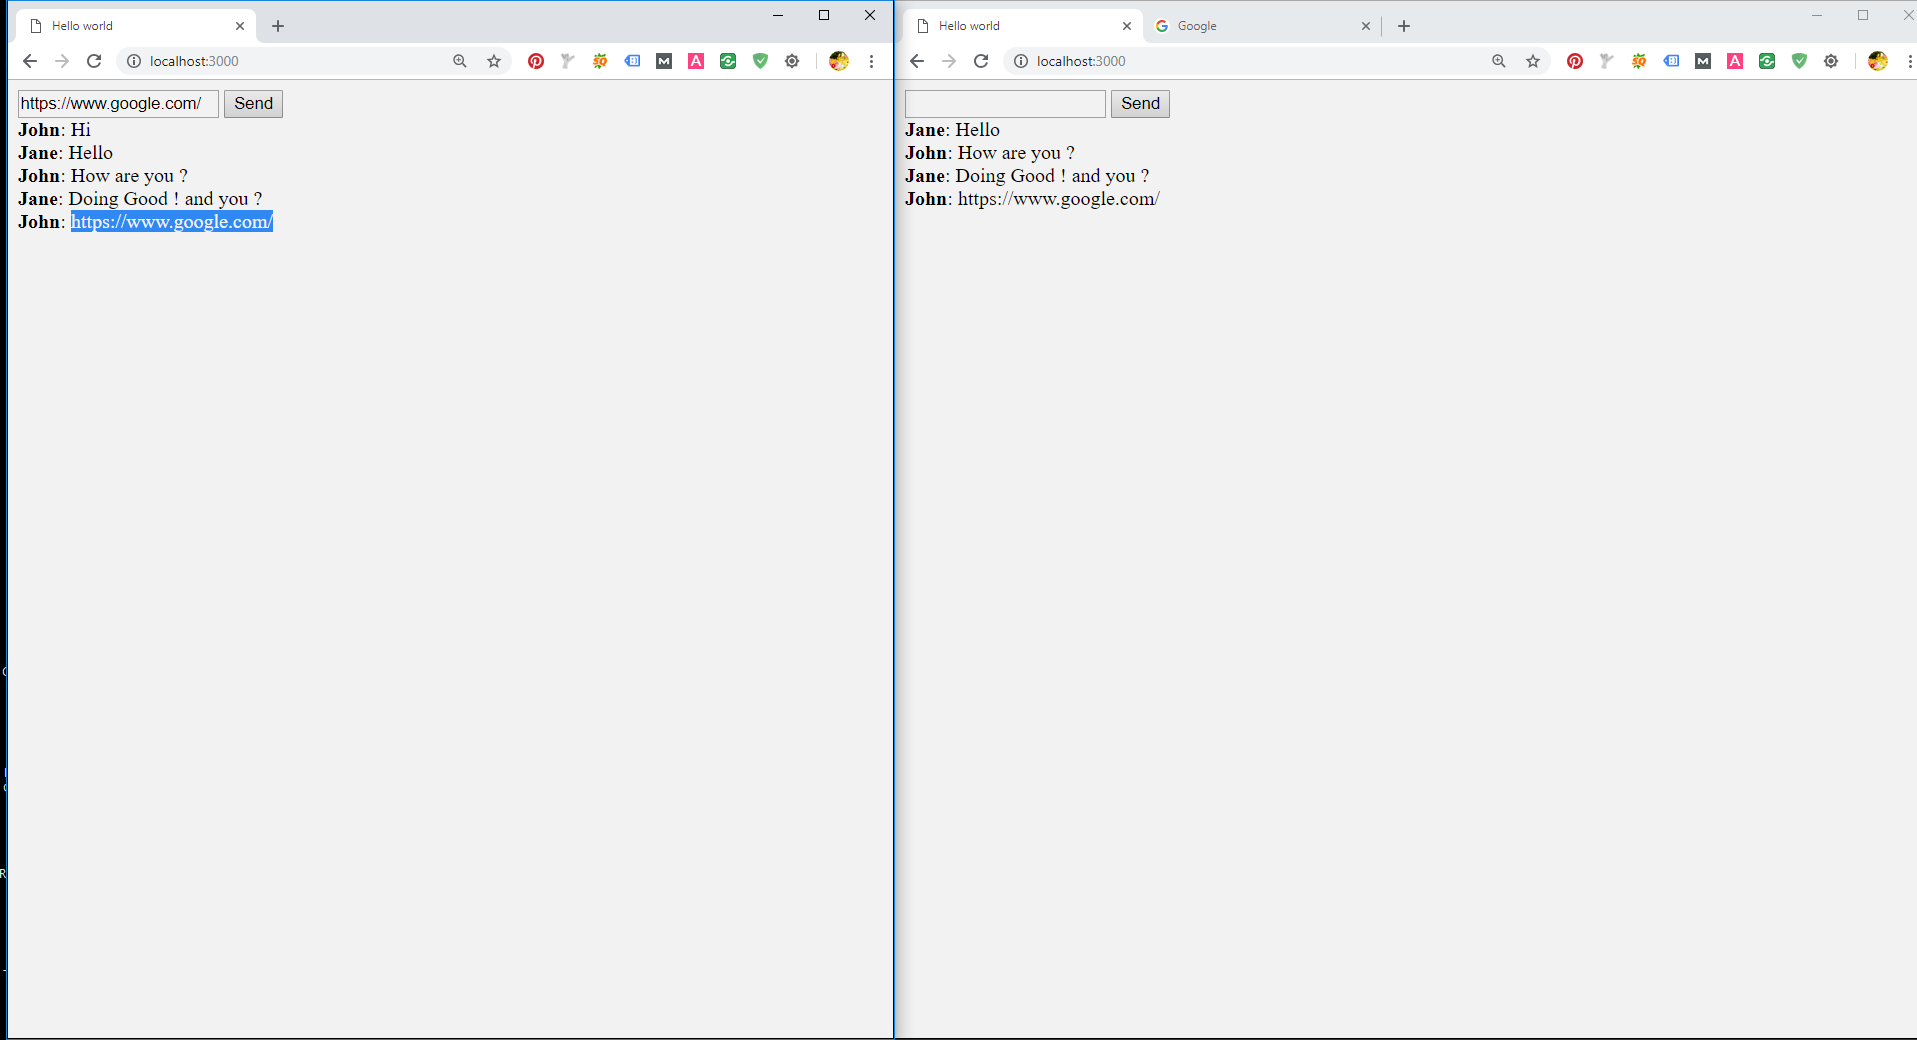 Hello world
localhost:3000
https://www.google.com/ Send
John: Hi
Jane: Hello
John: How are you ?
Jane: Doing Good ! and you ?
John: https://www.google.com/
Hello world
Google
localhost:3000
Send
Jane: Hello
John: How are you ?
Jane: Doing Good ! and you ?
John: https://www.google.com/